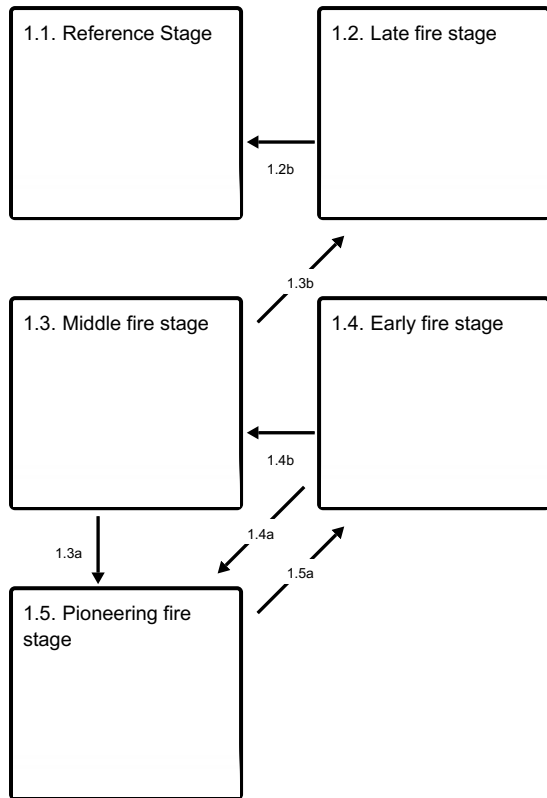 1.1. Reference Stage
1.2. Late fire stage
1.2b
1.3b
1.3. Middle fire stage
1.4. Early fire stage
1.4b
1.4a
1.3a
1.5a
1.5. Pioneering fire
stage